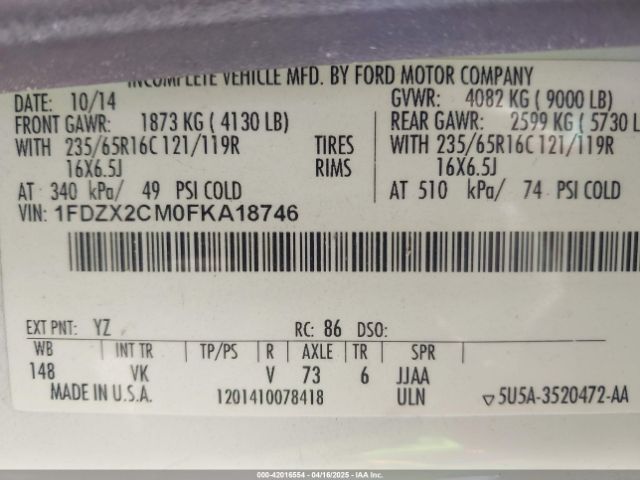 INCOMPLETE VEHICLE MFD. BY FORD MOTOR COMPANY
DATE: 10/14 GVWR: 4082 KG ( 9000 LB)
FRONT GAWR: 1873 KG ( 4130 LB) REAR GAWR: 2599 KG ( 5730 L
WITH 235/65R16C 121/119R TIRES WITH 235/65R16C 121/119R
16X6.5J RIMS 16X6.5J
AT 340 kPa/ 49 PSI COLD AT 510 kPa/ 74 PSI COLD
VIN: 1FDZX2CM0FKA18746
EXT PNT: YZ RC: 86 DSO:
WB INT TR TP/PS R AXLE TR SPR
148 VK V 73 6 JJAA
MADE IN U.S.A. 1201410078418 ULN ▽5U5A-3520472-AA
000-42016554 - 04/16/2025 - IAAI.COM